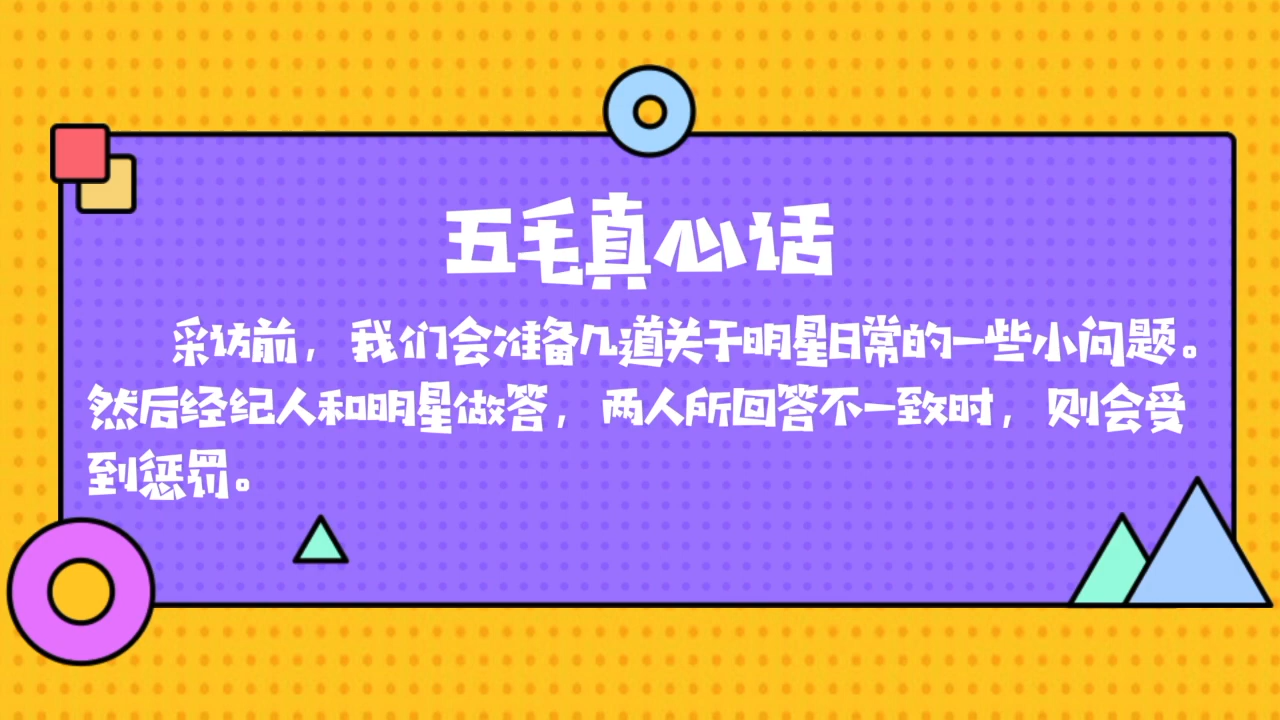 五毛真心话
采访前，我们会准备几道关于明星日常的一些小问题。
然后经纪人和明星做答，两人所回答不一致时，则会受
到惩罚。